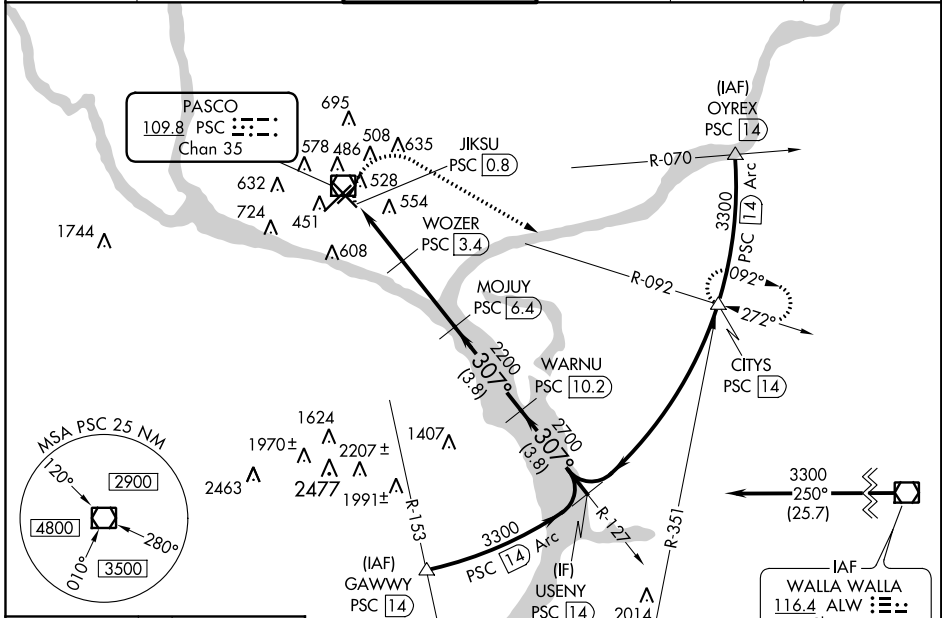 PASCO
109.8 PSC
Chan 35
695
578
486
508
635
632
528
554
724
451
608
1744
JIKSU
PSC 0.8
(IAF)
OYREX
PSC 14
R-070
3300
PSC 14 Arc
WOZER
PSC 3.4
R-092
092°
272°
MOJUY
PSC 6.4
CITYS
PSC 14
2200
307°
(3.8)
WARNU
PSC 10.2
2700
307°
(3.8)
MSA PSC 25 NM
120°
2900
4800
280°
010°
3500
1624
1970±
2207±
1407
2463
2477
1991±
R-153
R-127
R-351
3300
250°
(25.7)
3300
PSC 14 Arc
(IAF)
GAWWY
PSC 14
(IF)
USENY
PSC 14
2014
IAF
WALLA WALLA
116.4 ALW